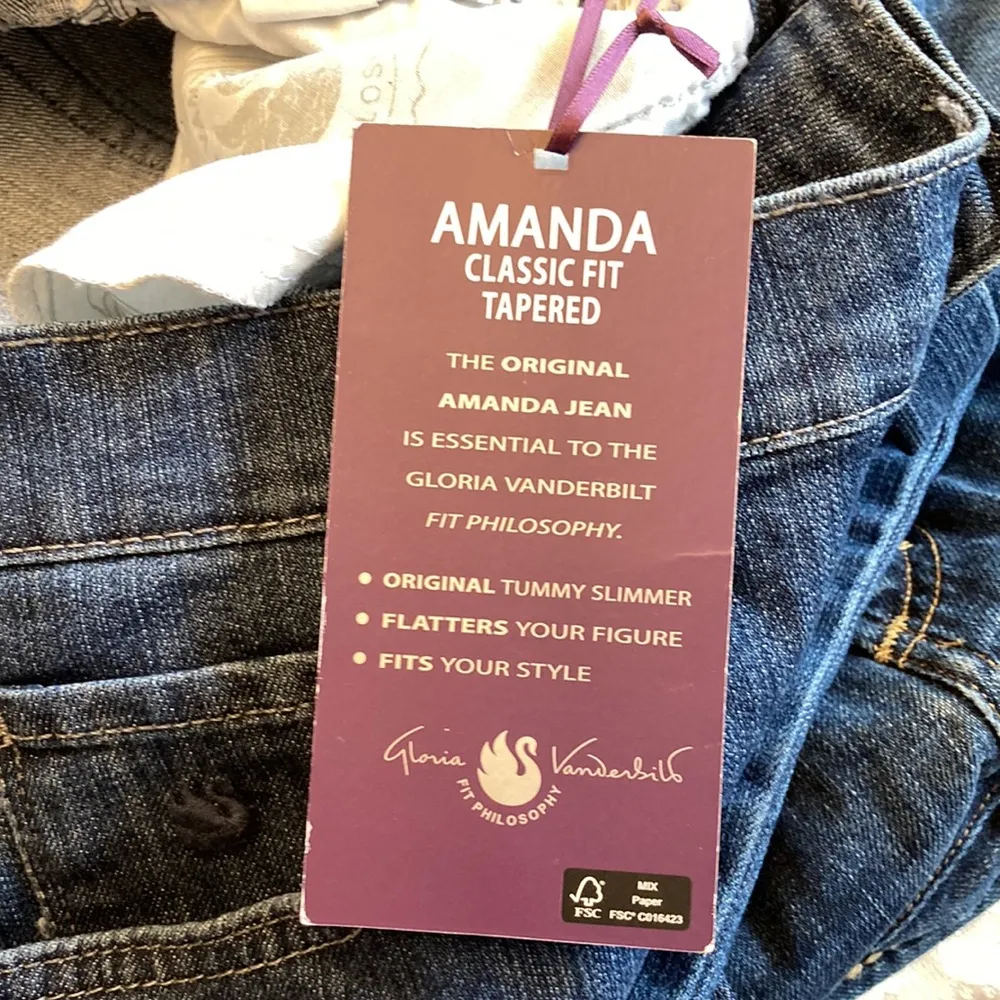 AMANDA
CLASSIC FIT
TAPERED
THE ORIGINAL
AMANDA JEAN
IS ESSENTIAL TO THE
GLORIA VANDERBILT
FIT PHILOSOPHY.
• ORIGINAL TUMMY SLIMMER
• FLATTERS YOUR FIGURE
• FITS YOUR STYLE
Gloria Vanderbilt
FIT PHILOSOPHY
FSC
MIX
Paper
FSC® C016423